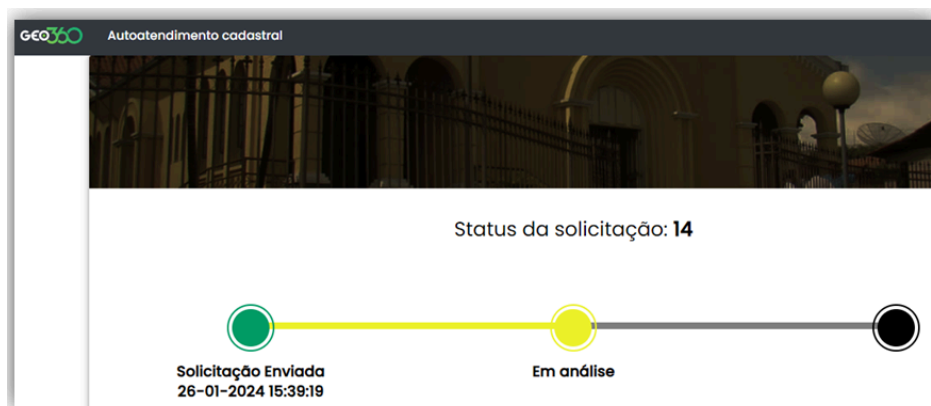 GEO360 Autoatendimento cadastral
Status da solicitação: 14
Solicitação Enviada
26-01-2024 15:39:19
Em análise